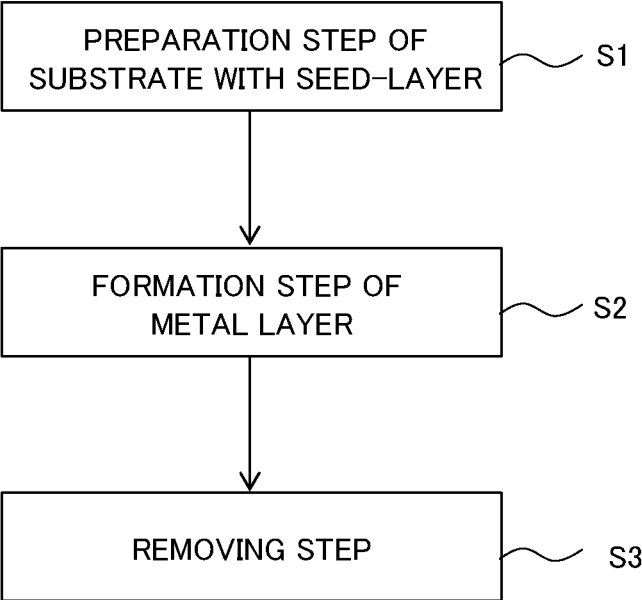 PREPARATION STEP OF
SUBSTRATE WITH SEED-LAYER
S1
FORMATION STEP OF
METAL LAYER
S2
REMOVING STEP
S3